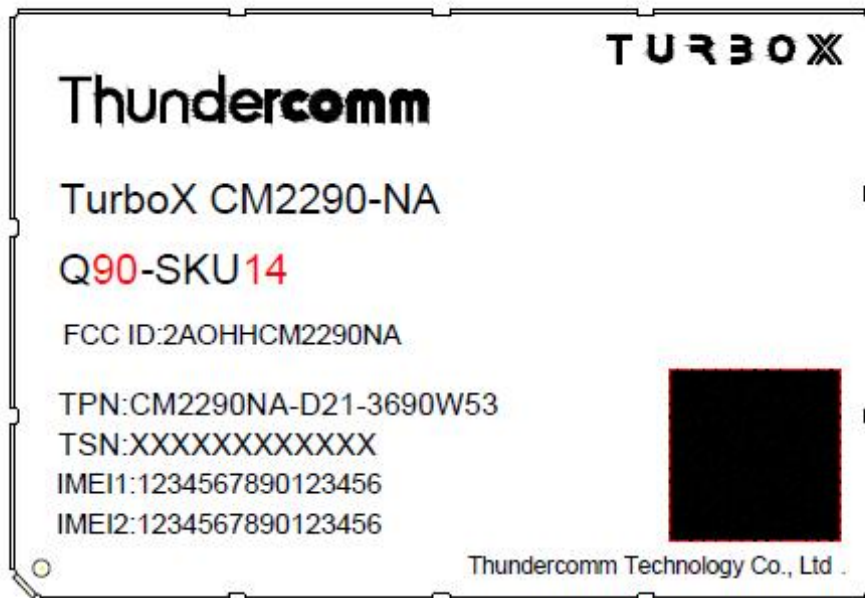 TURBOX
Thundercomm
TurboX CM2290-NA
Q90-SKU14
FCC ID:2AOHHCM2290NA
TPN:CM2290NA-D21-3690W53
TSN:XXXXXXXXXXXX
IMEI1:1234567890123456
IMEI2:1234567890123456
Thundercomm Technology Co., Ltd .